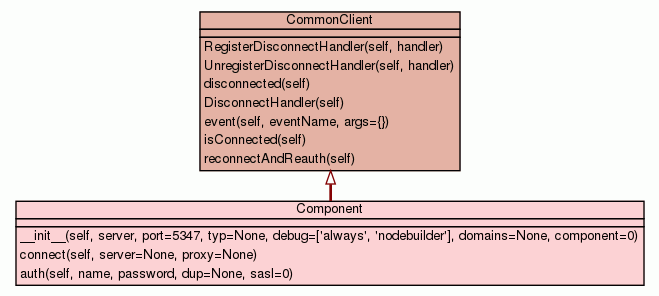 CommonClient
RegisterDisconnectHandler(self, handler)
UnregisterDisconnectHandler(self, handler)
disconnected(self)
DisconnectHandler(self)
event(self, eventName, args={})
isConnected(self)
reconnectAndReauth(self)
Component
__init__(self, server, port=5347, typ=None, debug=['always', 'nodebuilder'], domains=None, component=0)
connect(self, server=None, proxy=None)
auth(self, name, password, dup=None, sasl=0)